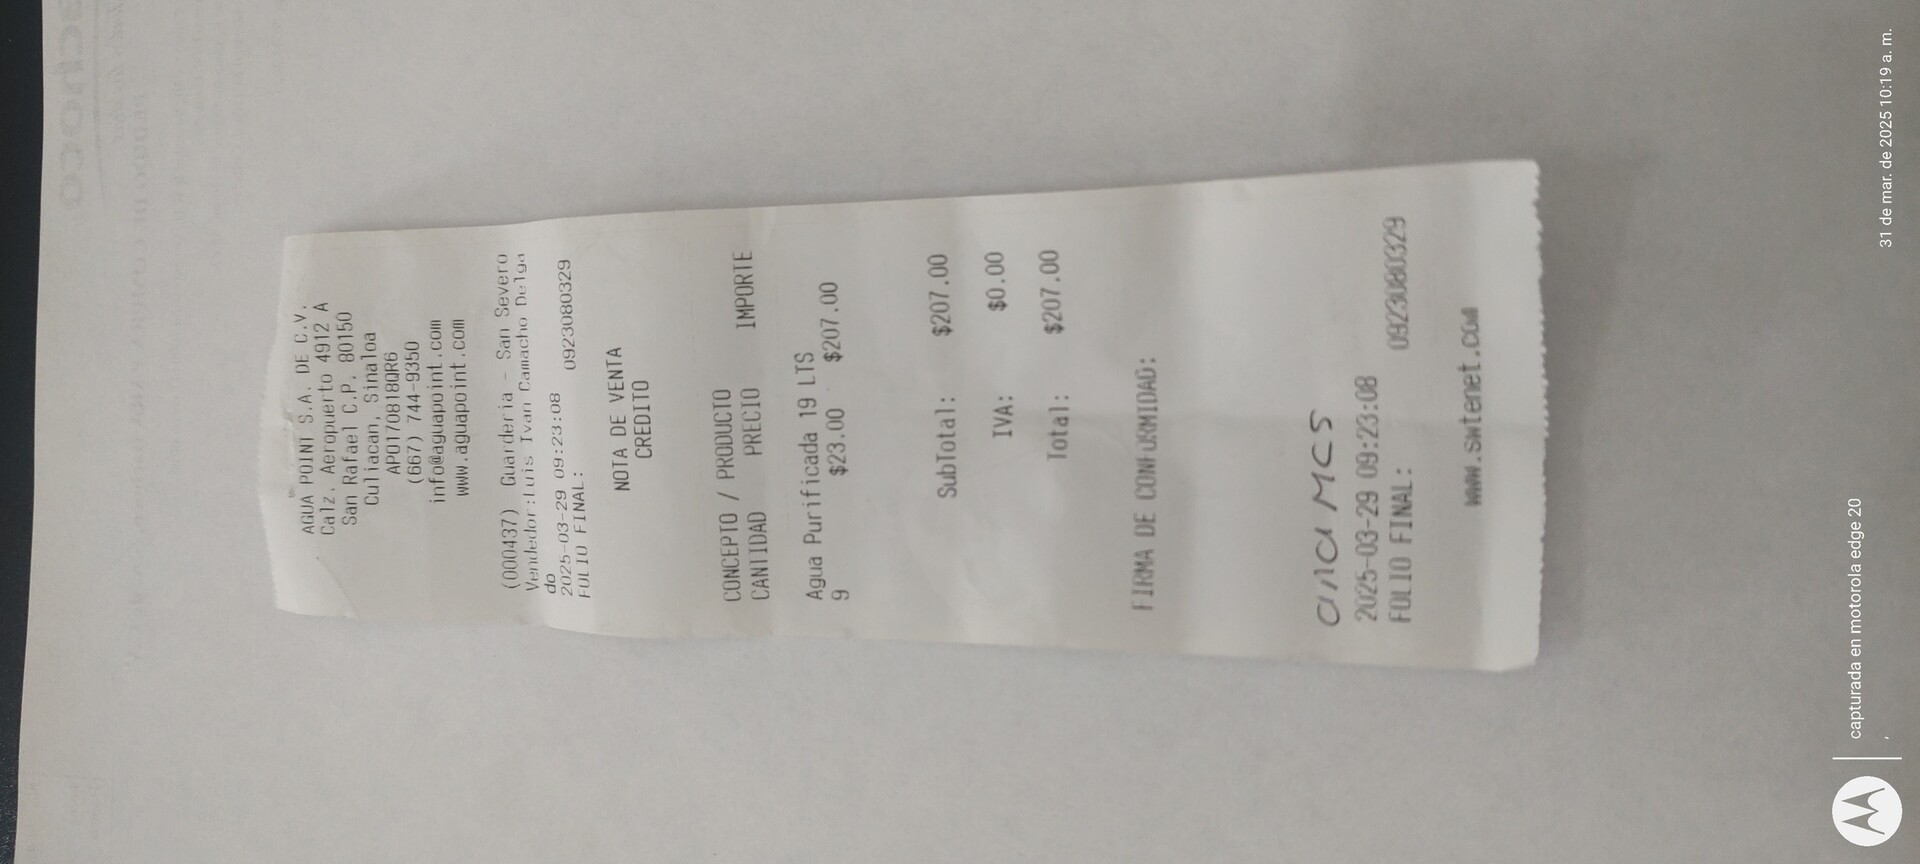 AGUA POINT S.A. DE C.V.
Calz. Aeropuerto 4912 A
San Rafael C.P. 80150
Culiacan, Sinaloa
APO170818QR6
(667) 744-9350
info@aguapoint.com
www.aguapoint.com
(000437) Guarderia - San Severo
Vendedor:Luis Ivan Camacho Delga
do
2025-03-29 09:23:08
FOLIO FINAL: 0923080329
NOTA DE VENTA
CREDITO
CONCEPTO / PRODUCTO
CANTIDAD PRECIO IMPORTE
Agua Purificada 19 LTS
9 $23.00 $207.00
SubTotal: $207.00
IVA: $0.00
Total: $207.00
FIRMA DE CONFORMIDAD:
ana MCS
2025-03-29 09:23:08
FOLIO FINAL: 0923080329
www.swtenet.com
capturada en motorola edge 20
31 de mar. de 2025 10:19 a. m.